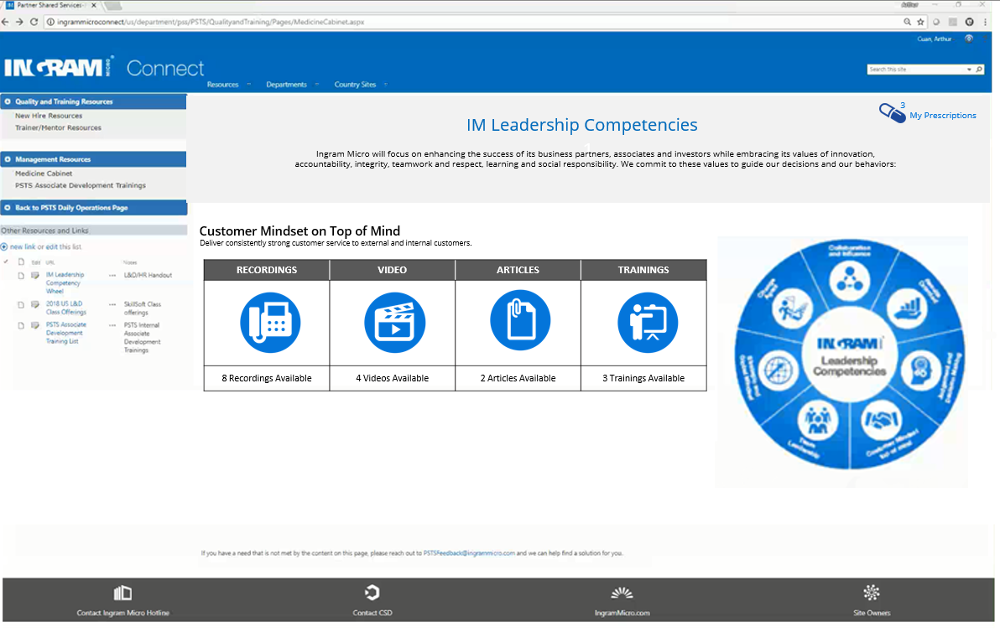 Partner Shared Services -
Arthur
ingrammicroconnect/us/department/pss/PSTS/QualityandTraining/Pages/MedicineCabinet.aspx
Cuan, Arthur
INGRAM MICRO Connect
Search this site
Resources Departments Country Sites
Quality and Training Resources
New Hire Resources
Trainer/Mentor Resources
Management Resources
Medicine Cabinet
PSTS Associate Development Trainings
Back to PSTS Daily Operations Page
Other Resources and Links
new link or edit this list
Edit URL Notes
IM Leadership
Competency
Wheel
L&D/HR Handout
2018 US L&D
Class Offerings
SkillSoft Class
offerings
PSTS Associate
Development
Training List
PSTS Internal
Associate
Development
Trainings
3
My Prescriptions
IM Leadership Competencies
Ingram Micro will focus on enhancing the success of its business partners, associates and investors while embracing its values of innovation,
accountability, integrity, teamwork and respect, learning and social responsibility. We commit to these values to guide our decisions and our behaviors:
Customer Mindset on Top of Mind
Deliver consistently strong customer service to external and internal customers.
RECORDINGS VIDEO ARTICLES TRAININGS
8 Recordings Available 4 Videos Available 2 Articles Available 3 Trainings Available
Collaboration
and Influence
Results
Change
Agent
INGRAM
Leadership
Competencies
Judgement and
Decision Making
Customer Mindset
top of mind
Team
Leadership
If you have a need that is not met by the content on this page, please reach out to PSTSFeedback@ingrammicro.com and we can help find a solution for you.
Contact Ingram Micro Hotline
Contact CSD
IngramMicro.com
Site Owners